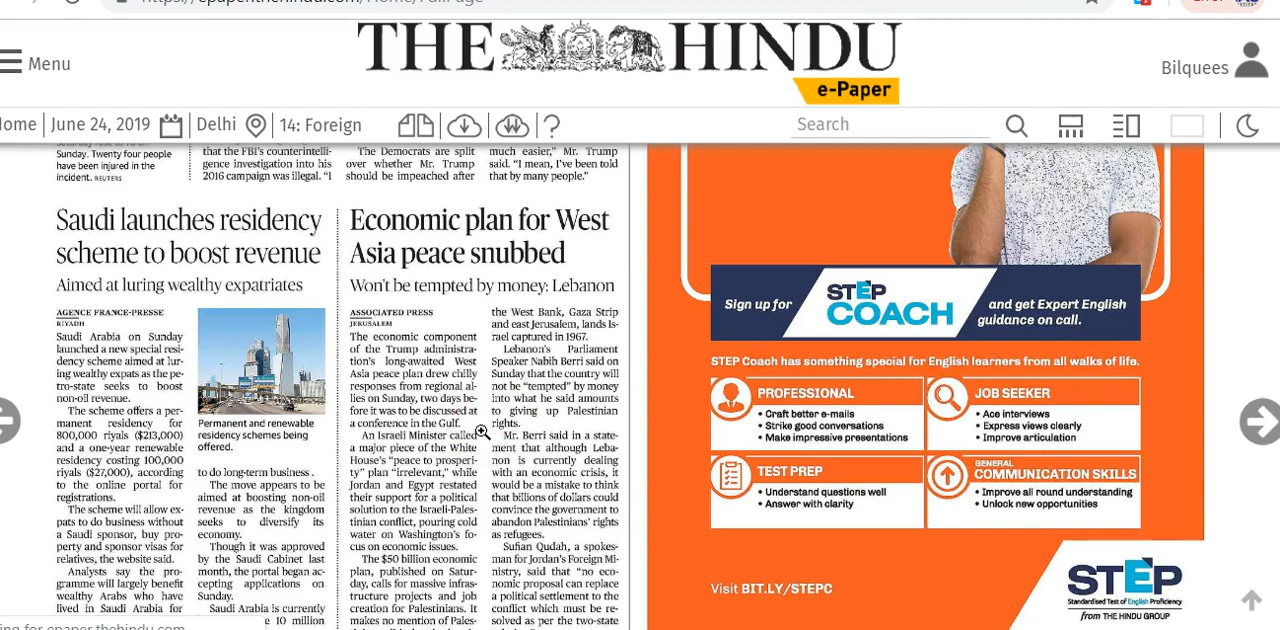 THE HINDU
e-Paper
Menu
Bilquees
June 24, 2019 Delhi 14: Foreign
Search
Sunday. Twenty four people
have been injured in the
incident. REUTERS
that the FBI's counterintelli-
gence investigation into his
2016 campaign was illegal. “I
The Democrats are split
over whether Mr. Trump
should be impeached after
much easier,” Mr. Trump
said. “I mean, I've been told
that by many people.”
Saudi launches residency
scheme to boost revenue
Aimed at luring wealthy expatriates
AGENCE FRANCE-PRESSE
RIYADH
Saudi Arabia on Sunday
launched a new special resi-
dency scheme aimed at lur-
ing wealthy expats as the pe-
tro-state seeks to boost
non-oil revenue.
The scheme offers a per-
manent residency for
800,000 riyals ($213,000)
and a one-year renewable
residency costing 100,000
riyals ($27,000), according
to the online portal for
registrations.
The scheme will allow ex-
pats to do business without
a Saudi sponsor, buy pro-
perty and sponsor visas for
relatives, the website said.
Analysts say the pro-
gramme will largely benefit
wealthy Arabs who have
lived in Saudi Arabia for
Permanent and renewable
residency schemes being
offered.
to do long-term business .
The move appears to be
aimed at boosting non-oil
revenue as the kingdom
seeks to diversify its
economy.
Though it was approved
by the Saudi Cabinet last
month, the portal began ac-
cepting applications on
Sunday.
Saudi Arabia is currently
e 10 million
Economic plan for West
Asia peace snubbed
Won't be tempted by money: Lebanon
ASSOCIATED PRESS
JERUSALEM
The economic component
of the Trump administra-
tion's long-awaited West
Asia peace plan drew chilly
responses from regional al-
lies on Sunday, two days be-
fore it was to be discussed at
a conference in the Gulf.
An Israeli Minister called
a major piece of the White
House's “peace to prosperi-
ty” plan “irrelevant,” while
Jordan and Egypt restated
their support for a political
solution to the Israeli-Pales-
tinian conflict, pouring cold
water on Washington's fo-
cus on economic issues.
The $50 billion economic
plan, published on Satur-
day, calls for massive infras-
tructure projects and job
creation for Palestinians. It
makes no mention of Pales-
the West Bank, Gaza Strip
and east Jerusalem, lands Is-
rael captured in 1967.
Lebanon's Parliament
Speaker Nabih Berri said on
Sunday that the country will
not be “tempted” by money
into what he said amounts
to giving up Palestinian
rights.
Mr. Berri said in a state-
ment that although Leba-
non is currently dealing
with an economic crisis, it
would be a mistake to think
that billions of dollars could
convince the government to
abandon Palestinians' rights
as refugees.
Sufian Qudah, a spokes-
man for Jordan's Foreign Mi-
nistry, said that “no eco-
nomic proposal can replace
a political settlement to the
conflict which must be re-
solved as per the two-state
Sign up for STEP COACH and get Expert English
guidance on call.
STEP Coach has something special for English learners from all walks of life.
PROFESSIONAL
• Craft better e-mails
• Strike good conversations
• Make impressive presentations
JOB SEEKER
• Ace interviews
• Express views clearly
• Improve articulation
TEST PREP
• Understand questions well
• Answer with clarity
GENERAL
COMMUNICATION SKILLS
• Improve all round understanding
• Unlock new opportunities
Visit BIT.LY/STEPC
STEP
Standardised Test of English Proficiency
from THE HINDU GROUP